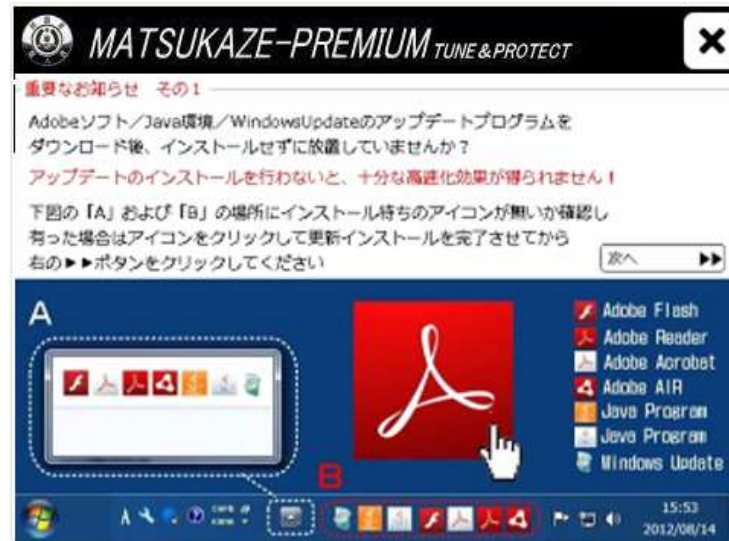 MATSUKAZE-PREMIUM TUNE&PROTECT
重要なお知らせ その1
Adobeソフト／Java環境／WindowsUpdateのアップデートプログラムを
ダウンロード後、インストールせずに放置していませんか？
アップデートのインストールを行わないと、十分な高速化効果が得られません！
下図の「A」および「B」の場所にインストール待ちのアイコンが無いか確認し
有った場合はアイコンをクリックして更新インストールを完了させてから
右の►►ボタンをクリックしてください
次へ ►►
A
Adobe Flash
Adobe Reader
Adobe Acrobat
Adobe AIR
Java Program
Java Program
Windows Update
B
A
15:53
2012/08/14